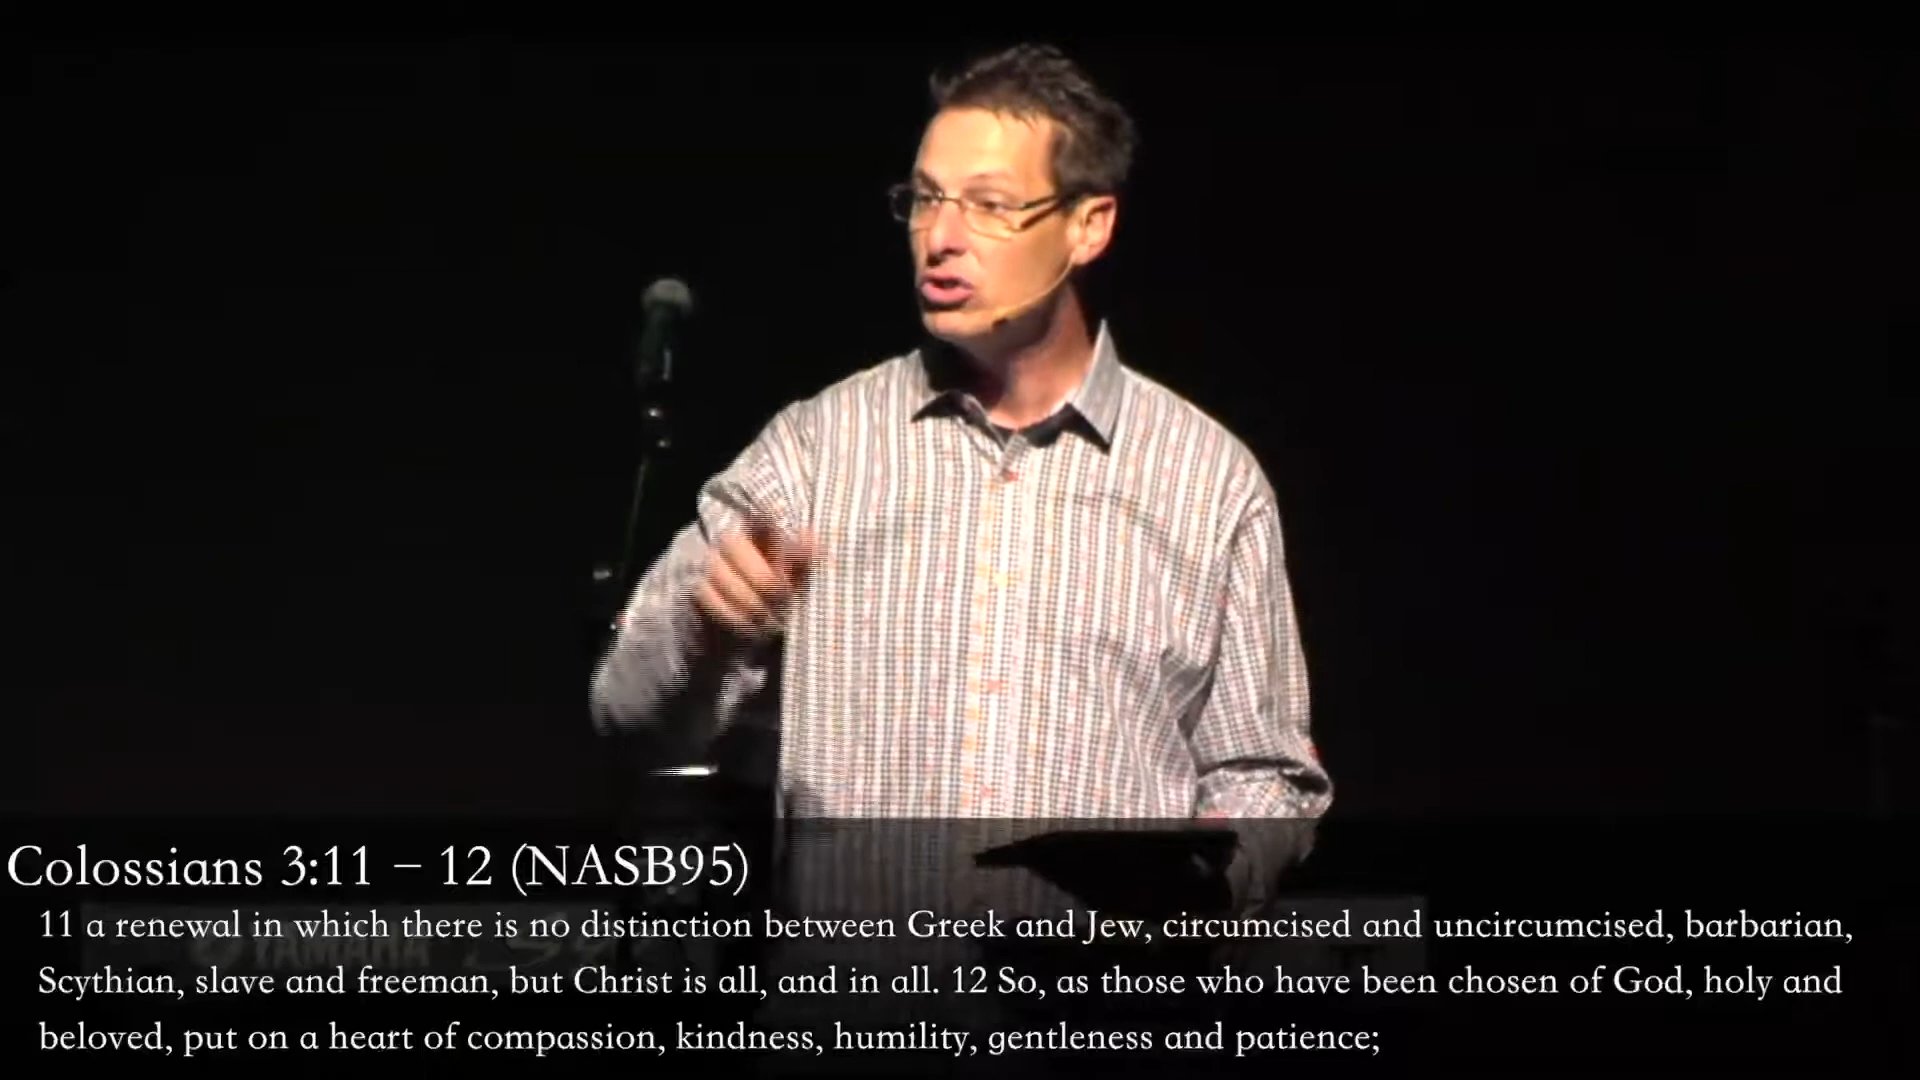 Colossians 3:11 – 12 (NASB95)
11 a renewal in which there is no distinction between Greek and Jew, circumcised and uncircumcised, barbarian,
Scythian, slave and freeman, but Christ is all, and in all. 12 So, as those who have been chosen of God, holy and
beloved, put on a heart of compassion, kindness, humility, gentleness and patience;
YAMAHA